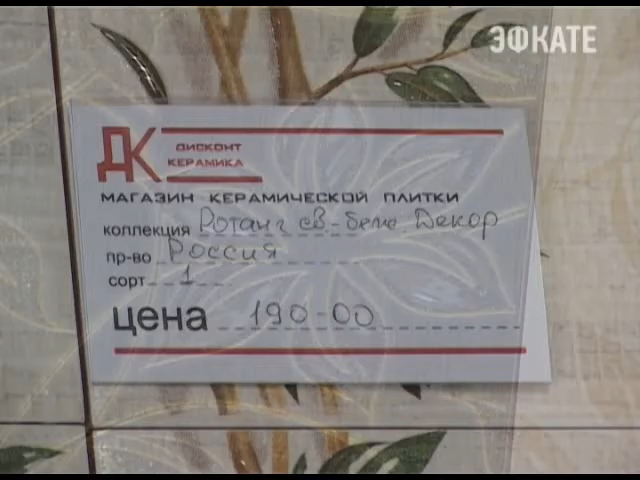 ЭФКАТЕ
ДК
ДИСКОНТ
КЕРАМИКА
МАГАЗИН КЕРАМИЧЕСКОЙ ПЛИТКИ
коллекция Ротанг св-беж Декор
пр-во Россия
сорт 1
цена 190-00